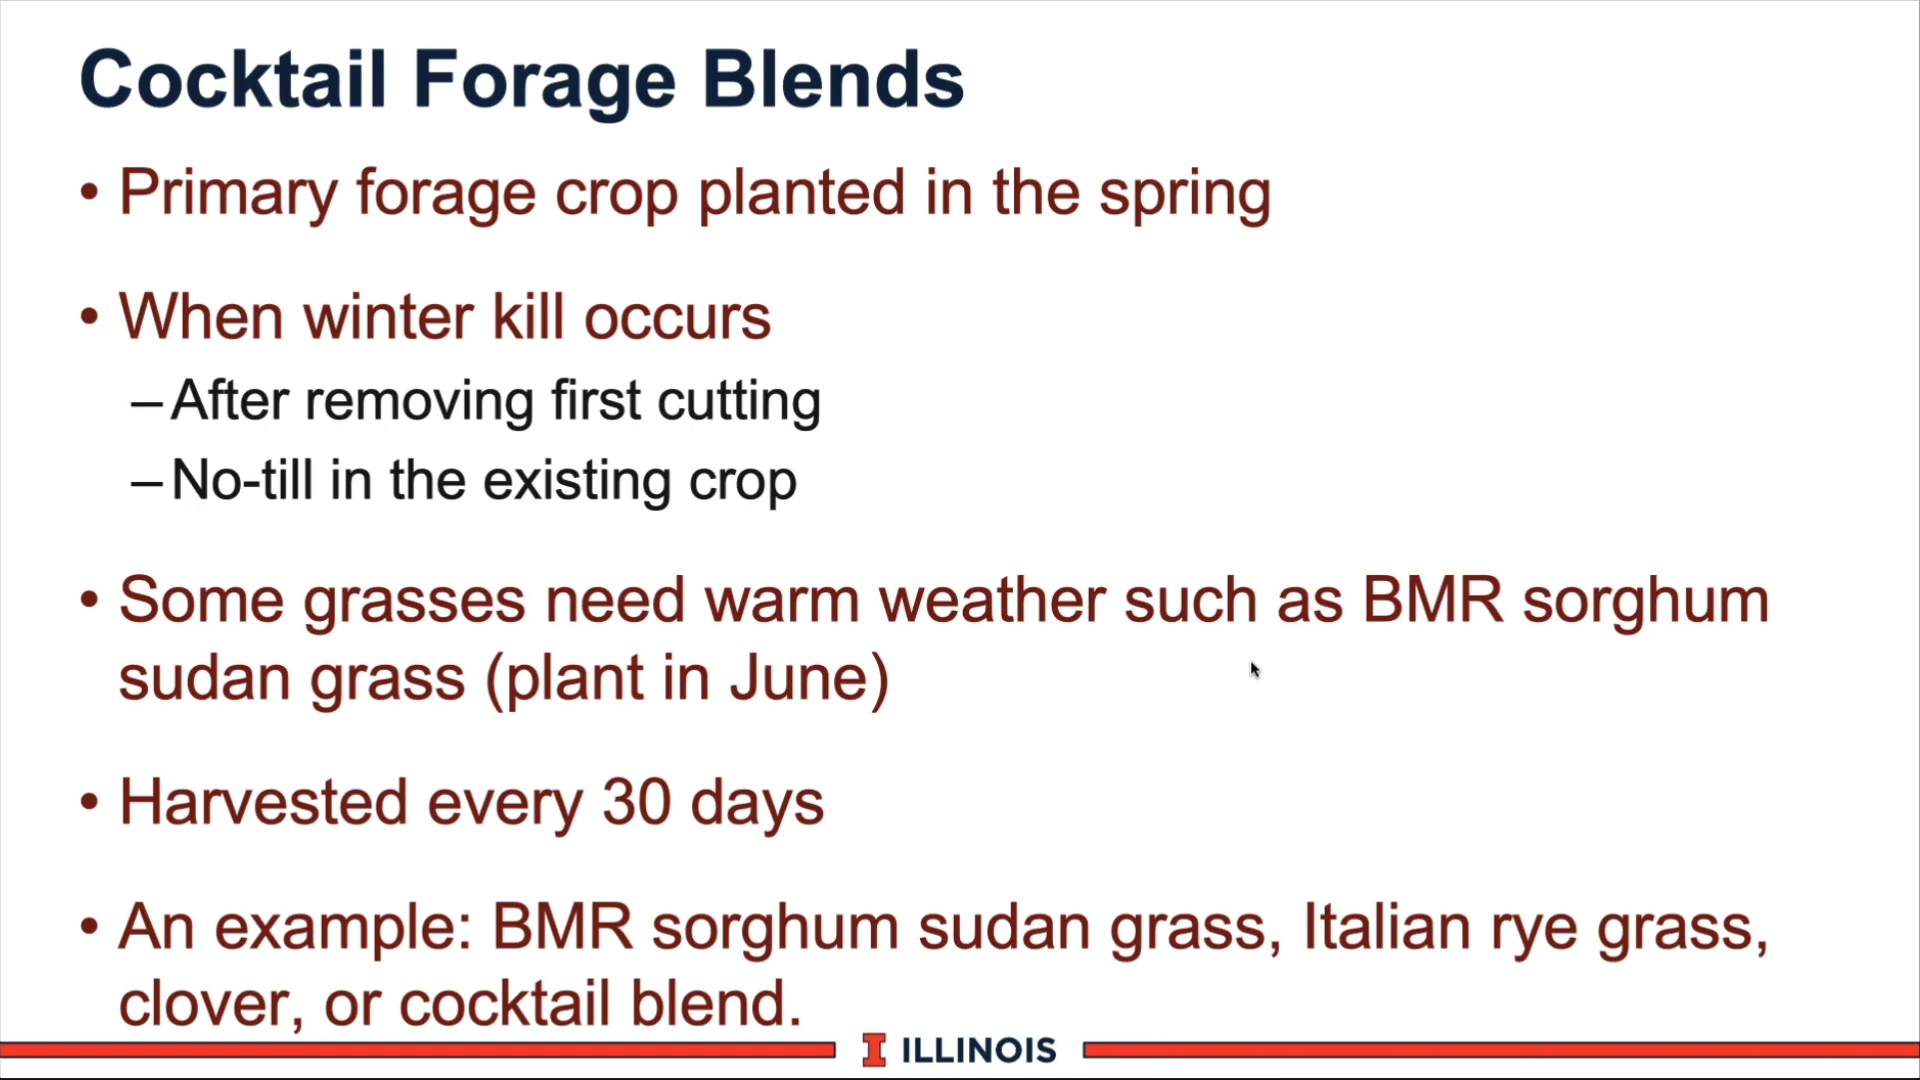 Cocktail Forage Blends
• Primary forage crop planted in the spring
• When winter kill occurs
– After removing first cutting
– No-till in the existing crop
• Some grasses need warm weather such as BMR sorghum
sudan grass (plant in June)
• Harvested every 30 days
• An example: BMR sorghum sudan grass, Italian rye grass,
clover, or cocktail blend.
I ILLINOIS